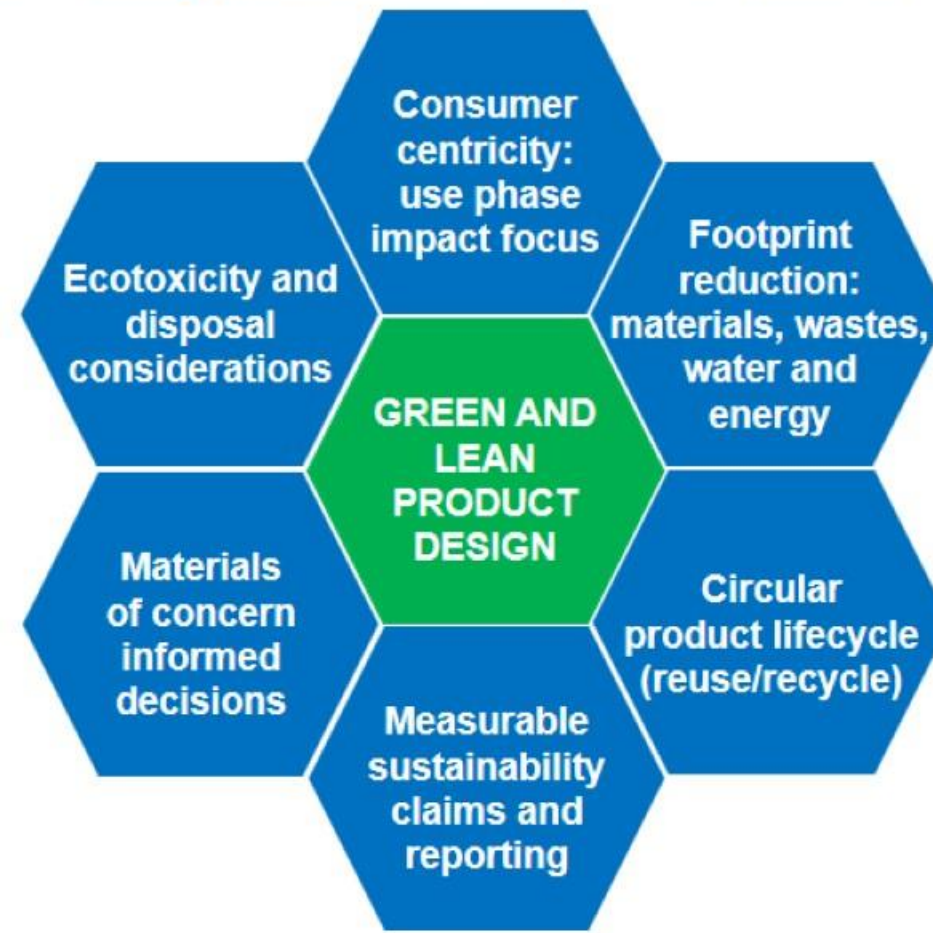 Consumer
centricity:
use phase
impact focus
Footprint
reduction:
materials, wastes,
water and
energy
Circular
product lifecycle
(reuse/recycle)
Measurable
sustainability
claims and
reporting
Materials
of concern
informed
decisions
Ecotoxicity and
disposal
considerations
GREEN AND
LEAN
PRODUCT
DESIGN